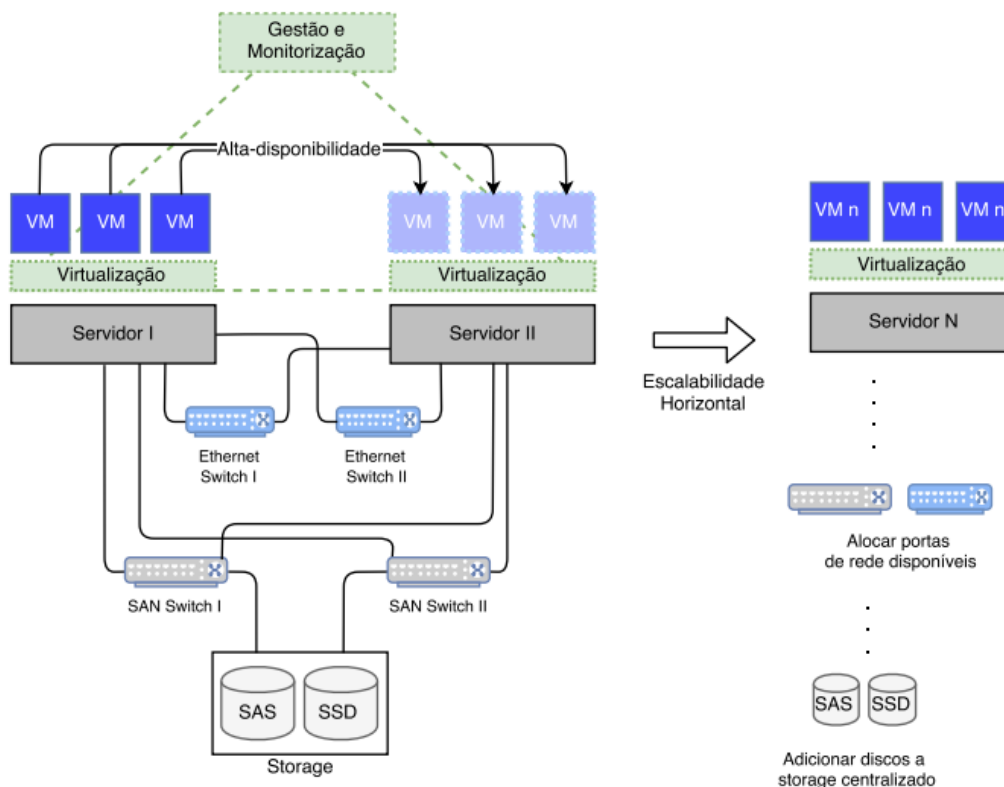 Gestão e
Monitorização
Alta-disponibilidade
VM
VM
VM
VM
VM
VM
Virtualização
Virtualização
Servidor I
Servidor II
Ethernet
Switch I
Ethernet
Switch II
SAN Switch I
SAN Switch II
SAS
SSD
Storage
Escalabilidade
Horizontal
VM n
VM n
VM n
Virtualização
Servidor N
Alocar portas
de rede disponíveis
SAS
SSD
Adicionar discos a
storage centralizado